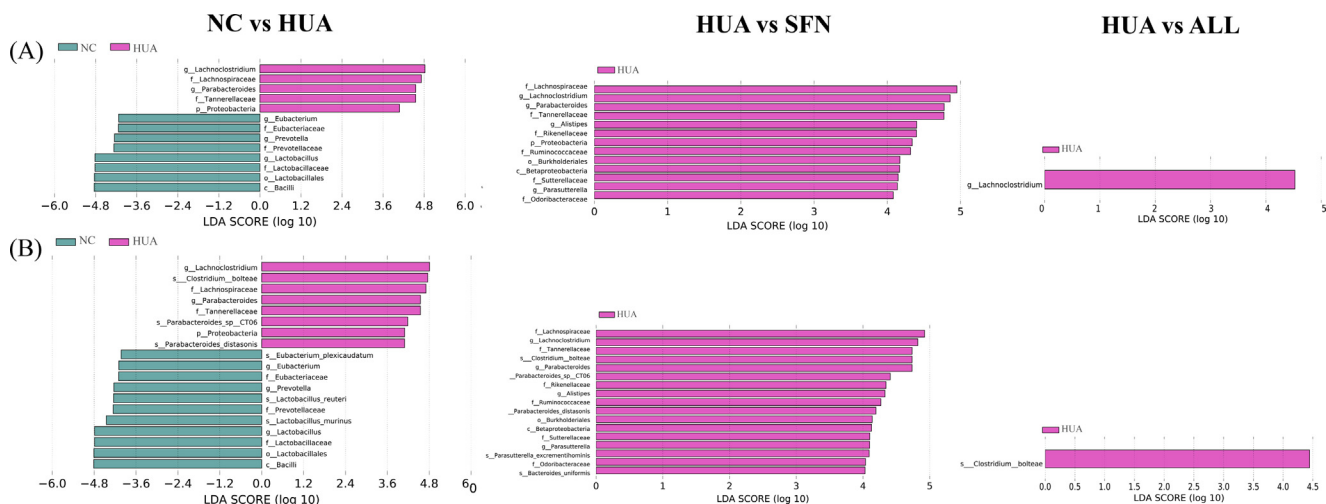 NC vs HUA
HUA vs SFN
HUA vs ALL
(A)
NC
HUA
g__Lachnoclostridium
f__Lachnospiraceae
g__Parabacteroides
f__Tannerellaceae
p__Proteobacteria
g__Eubacterium
f__Eubacteriaceae
g__Prevotella
f__Prevotellaceae
g__Lactobacillus
f__Lactobacillaceae
o__Lactobacillales
c__Bacilli
−6.0 −4.8 −3.6 −2.4 −1.2 0.0 1.2 2.4 3.6 4.8 6.0
LDA SCORE (log 10)
HUA
f__Lachnospiraceae
g__Lachnoclostridium
g__Parabacteroides
f__Tannerellaceae
g__Alistipes
f__Rikenellaceae
p__Proteobacteria
f__Ruminococcaceae
o__Burkholderiales
c__Betaproteobacteria
f__Sutterellaceae
g__Parasutterella
f__Odoribacteraceae
0 1 2 3 4 5
LDA SCORE (log 10)
HUA
g__Lachnoclostridium
0 1 2 3 4 5
LDA SCORE (log 10)
(B)
NC
HUA
g__Lachnoclostridium
s___Clostridium_bolteae
f__Lachnospiraceae
g__Parabacteroides
f__Tannerellaceae
s__Parabacteroides_sp__CT06
p__Proteobacteria
s__Parabacteroides_distasonis
s__Eubacterium_plexicaudatum
g__Eubacterium
f__Eubacteriaceae
g__Prevotella
s__Lactobacillus_reuteri
f__Prevotellaceae
s__Lactobacillus_murinus
g__Lactobacillus
f__Lactobacillaceae
o__Lactobacillales
c__Bacilli
−6.0 −4.8 −3.6 −2.4 −1.2 0.0 1.2 2.4 3.6 4.8 6.0
LDA SCORE (log 10)
HUA
f__Lachnospiraceae
g__Lachnoclostridium
f__Tannerellaceae
s___Clostridium_bolteae
g__Parabacteroides
__Parabacteroides_sp__CT06
f__Rikenellaceae
g__Alistipes
f__Ruminococcaceae
__Parabacteroides_distasonis
o__Burkholderiales
c__Betaproteobacteria
f__Sutterellaceae
g__Parasutterella
s__Parasutterella_excrementihominis
f__Odoribacteraceae
s__Bacteroides_uniformis
0 1 2 3 4 5
LDA SCORE (log 10)
HUA
s___Clostridium_bolteae
0.0 0.5 1.0 1.5 2.0 2.5 3.0 3.5 4.0 4.5
LDA SCORE (log 10)